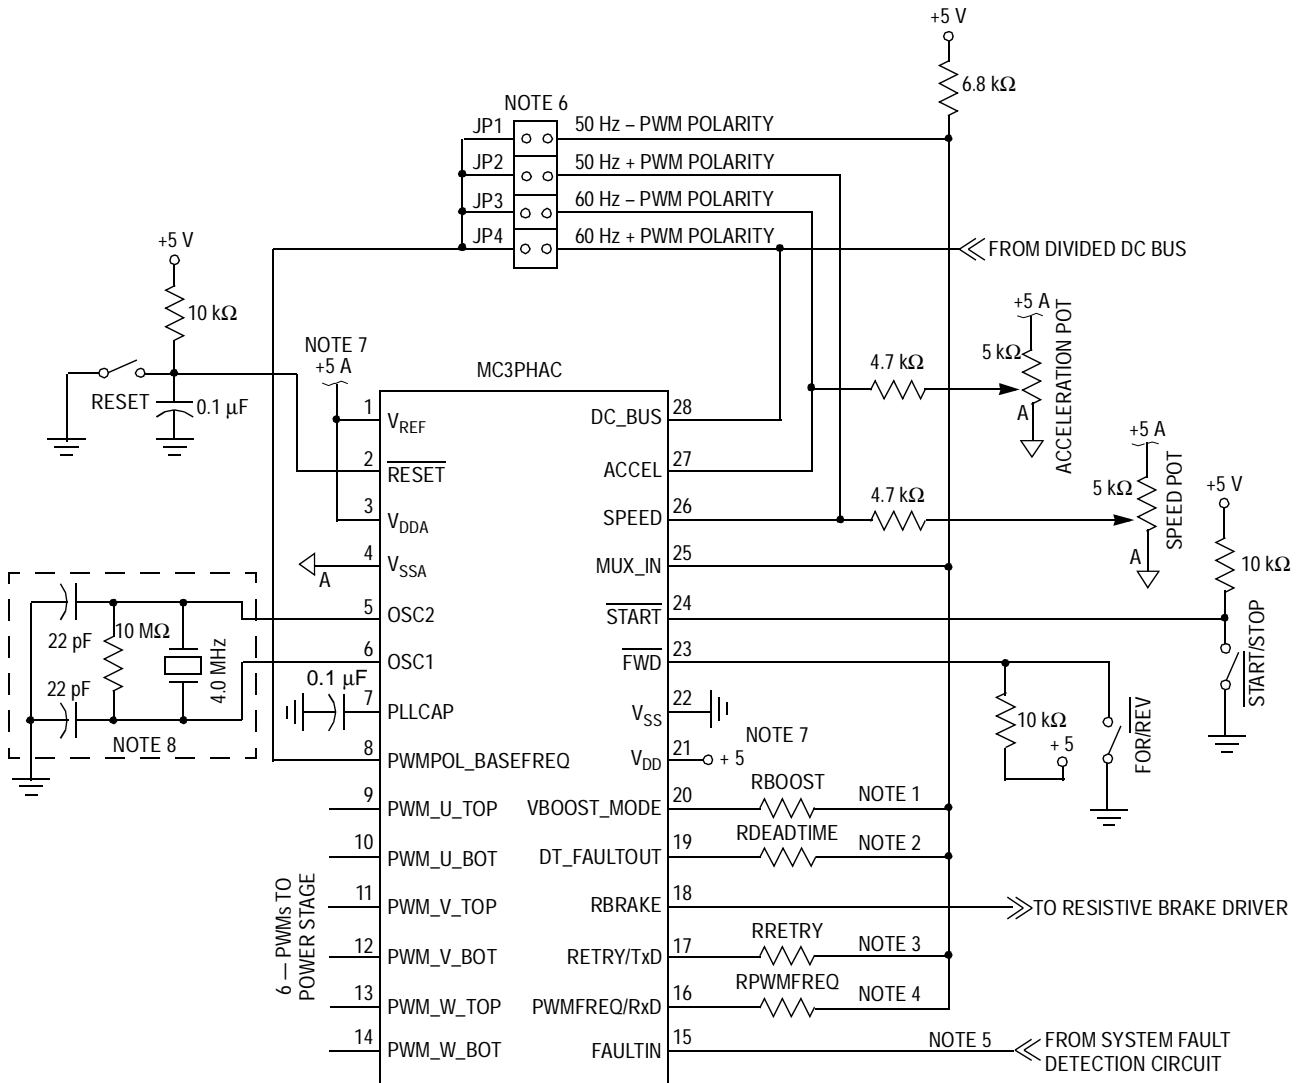 +5 V
6.8 kΩ
NOTE 6
JP1
50 Hz – PWM POLARITY
JP2
50 Hz + PWM POLARITY
JP3
60 Hz – PWM POLARITY
JP4
60 Hz + PWM POLARITY
FROM DIVIDED DC BUS
+5 V
10 kΩ
RESET
0.1 μF
NOTE 7
+5 A
MC3PHAC
4.7 kΩ
+5 A
5 kΩ
A
ACCELERATION POT
4.7 kΩ
+5 A
5 kΩ
A
SPEED POT
+5 V
10 kΩ
START/STOP
1 VREF
2 RESET
3 VDDA
4 VSSA
A
5 OSC2
6 OSC1
7 PLLCAP
8 PWMPOL_BASEFREQ
9 PWM_U_TOP
10 PWM_U_BOT
11 PWM_V_TOP
12 PWM_V_BOT
13 PWM_W_TOP
14 PWM_W_BOT
22 pF
10 MΩ
4.0 MHz
22 pF
NOTE 8
0.1 μF
6 — PWMs TO
POWER STAGE
DC_BUS 28
ACCEL 27
SPEED 26
MUX_IN 25
START 24
FWD 23
VSS 22
VDD 21
NOTE 7
+ 5
10 kΩ
+ 5
FOR/REV
VBOOST_MODE 20 RBOOST NOTE 1
DT_FAULTOUT 19 RDEADTIME NOTE 2
RBRAKE 18 TO RESISTIVE BRAKE DRIVER
RETRY/TxD 17 RRETRY NOTE 3
PWMFREQ/RxD 16 RPWMFREQ NOTE 4
FAULTIN 15 NOTE 5 FROM SYSTEM FAULT
DETECTION CIRCUIT